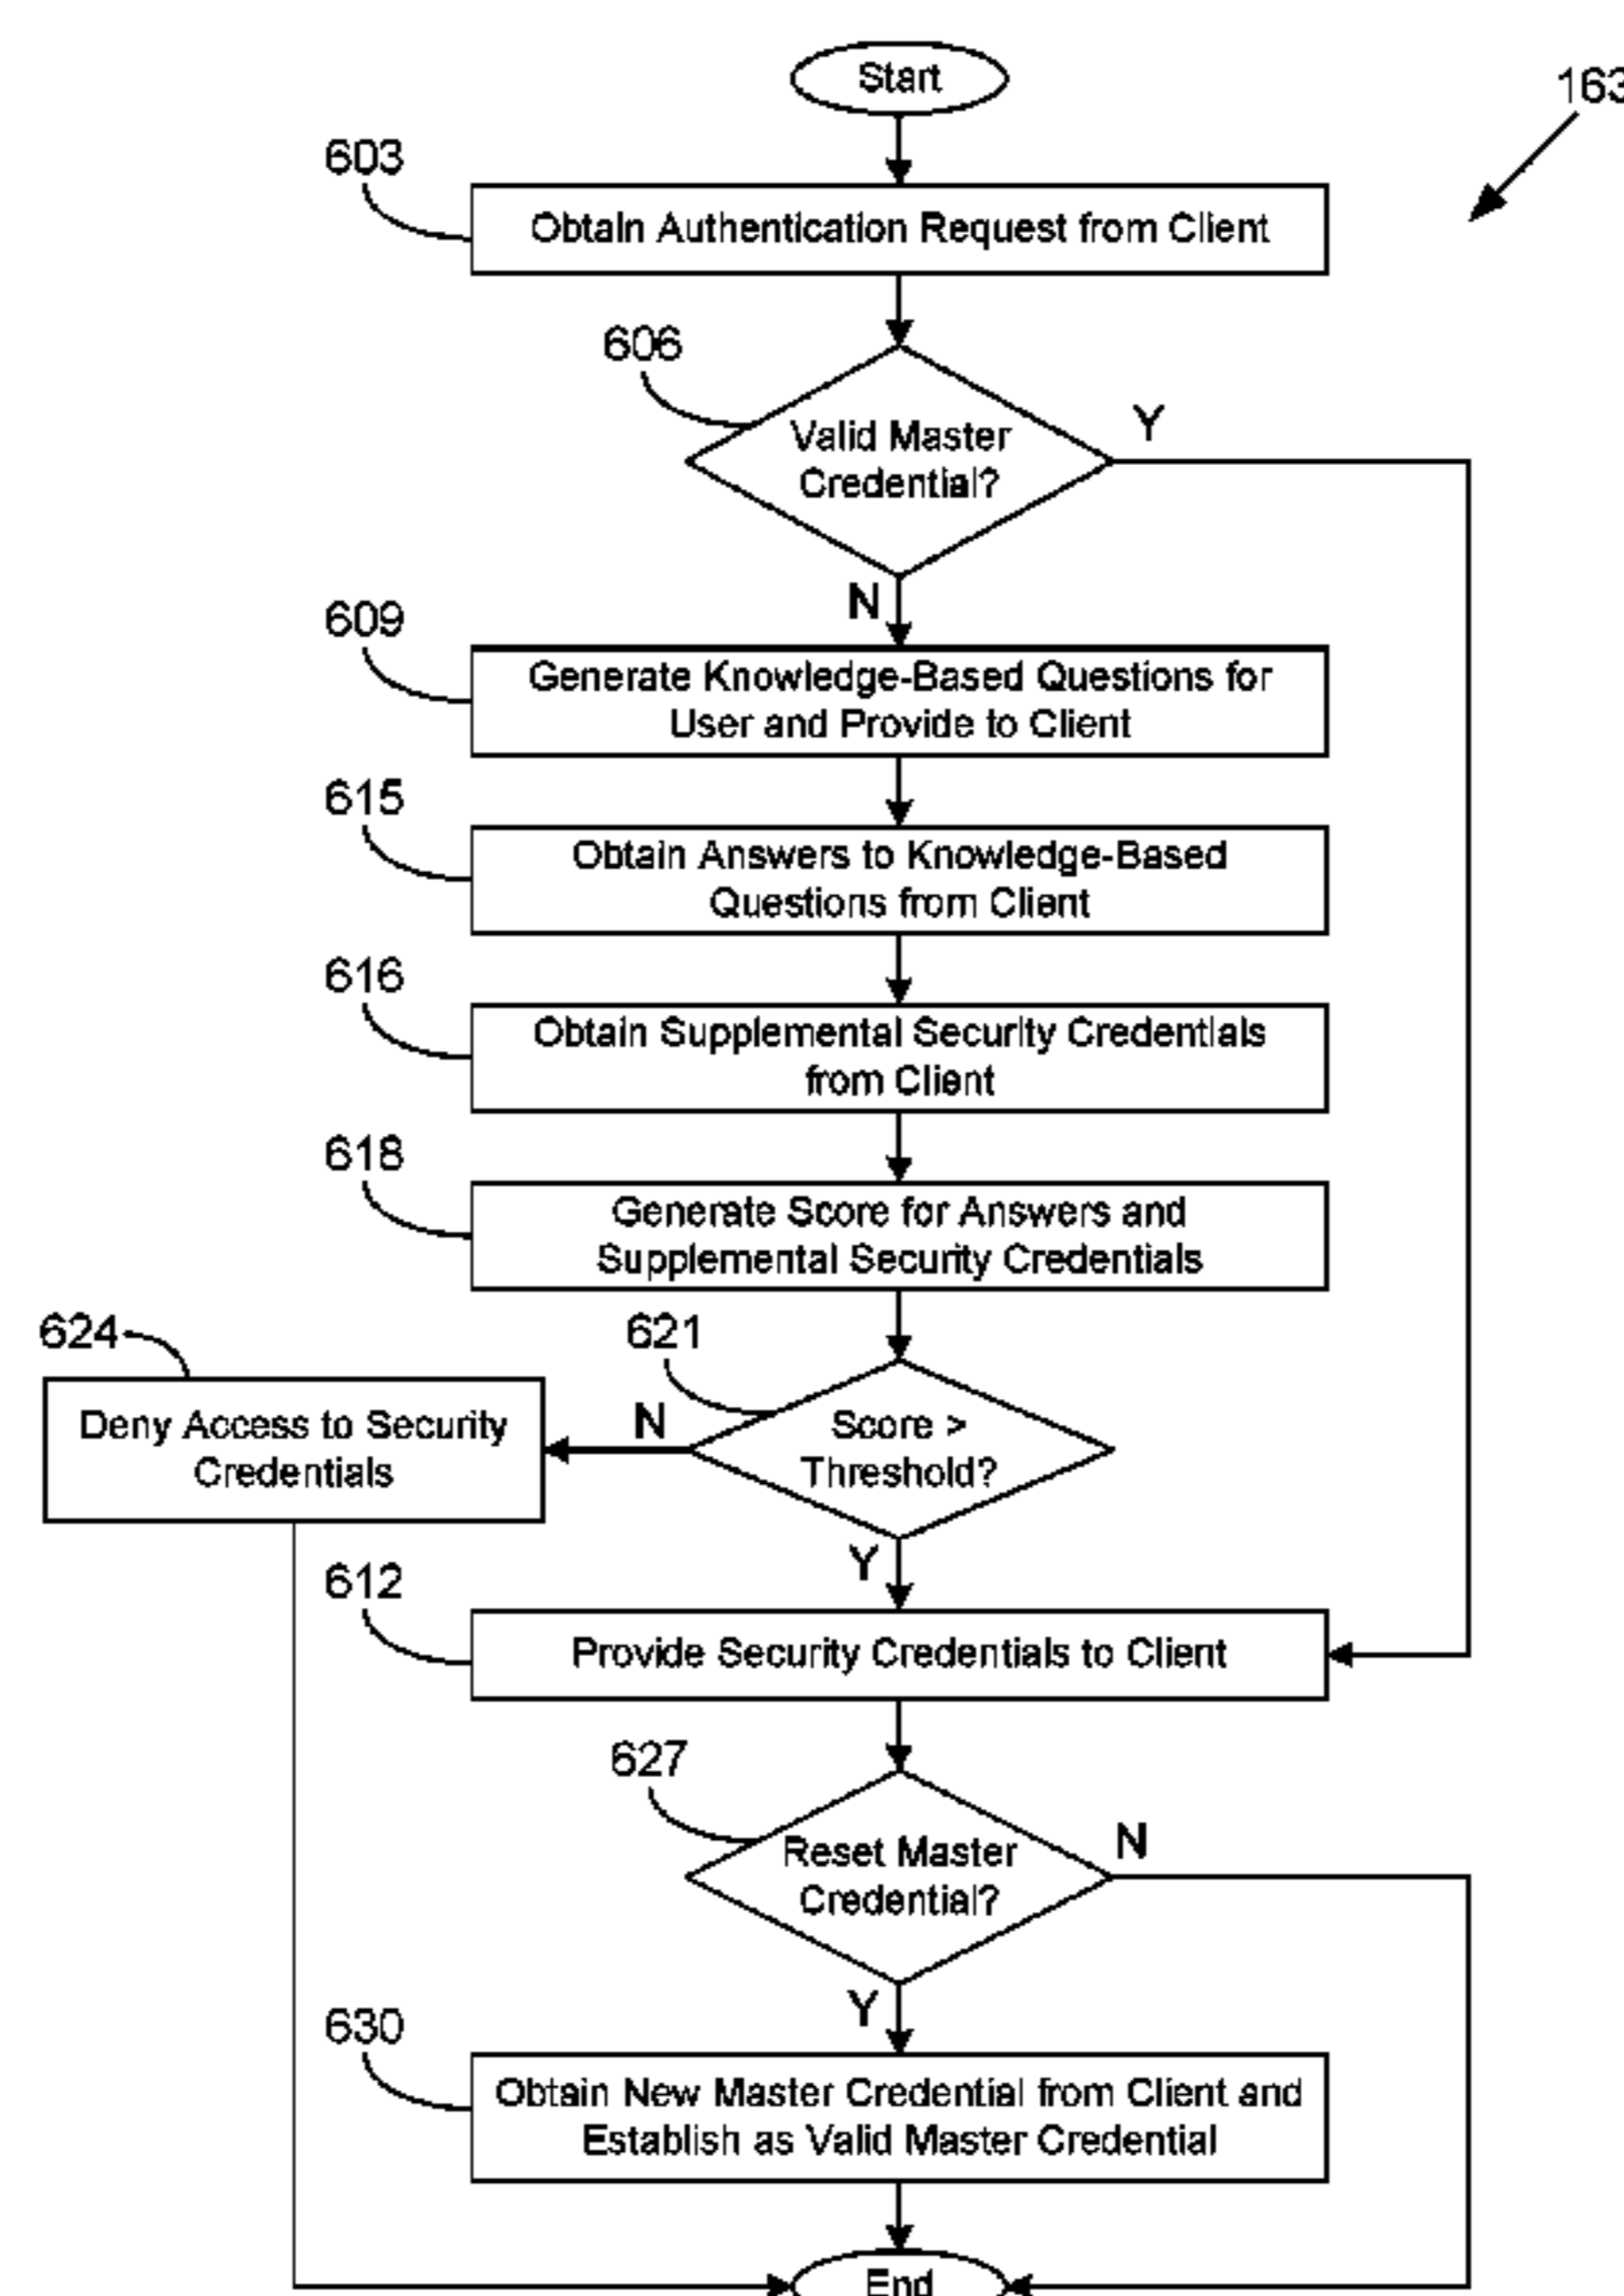 Start
163
603
Obtain Authentication Request from Client
606
Valid Master
Credential?
Y
N
609
Generate Knowledge-Based Questions for
User and Provide to Client
615
Obtain Answers to Knowledge-Based
Questions from Client
616
Obtain Supplemental Security Credentials
from Client
618
Generate Score for Answers and
Supplemental Security Credentials
624
621
Deny Access to Security
Credentials
N
Score >
Threshold?
Y
612
Provide Security Credentials to Client
627
Reset Master
Credential?
N
Y
630
Obtain New Master Credential from Client and
Establish as Valid Master Credential
End